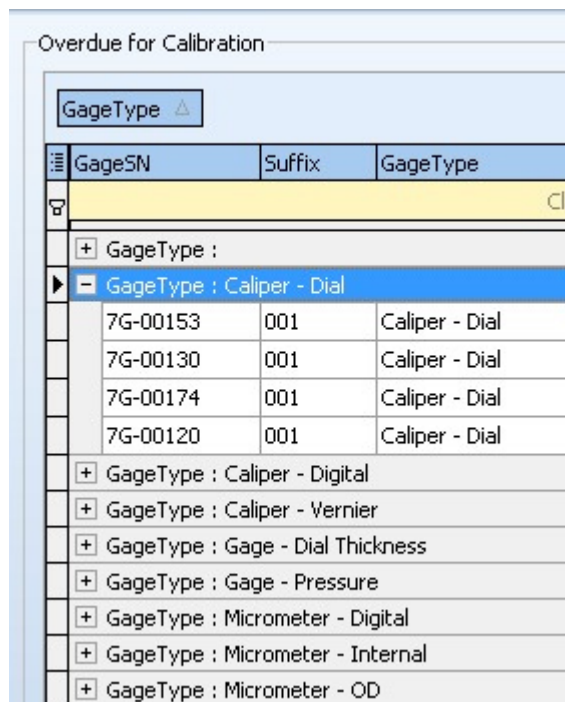 Overdue for Calibration
GageType
GageSN Suffix GageType
GageType :
GageType : Caliper - Dial
7G-00153 001 Caliper - Dial
7G-00130 001 Caliper - Dial
7G-00174 001 Caliper - Dial
7G-00120 001 Caliper - Dial
GageType : Caliper - Digital
GageType : Caliper - Vernier
GageType : Gage - Dial Thickness
GageType : Gage - Pressure
GageType : Micrometer - Digital
GageType : Micrometer - Internal
GageType : Micrometer - OD